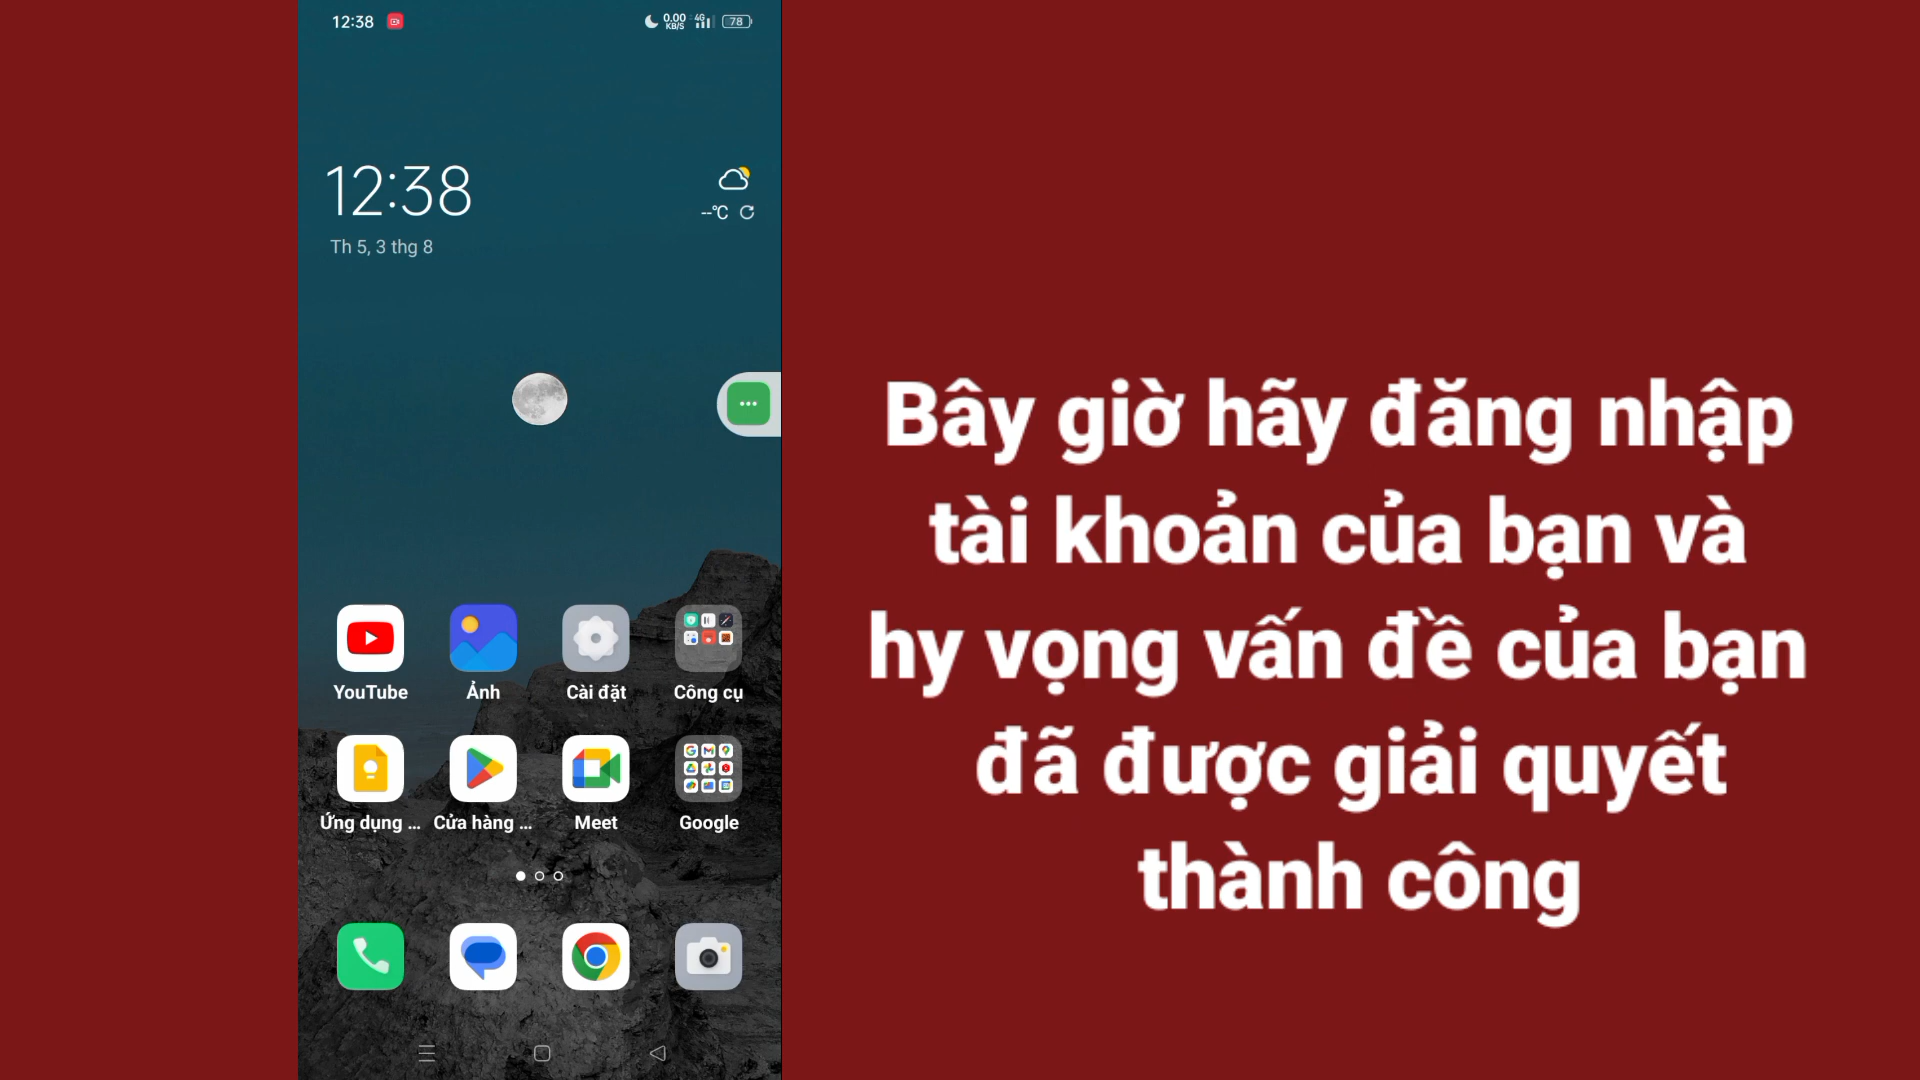 12:38
0.00
KB/S
4G
78
12:38
--°C
Th 5, 3 thg 8
YouTube
Ảnh
Cài đặt
Công cụ
Ứng dụng ...
Cửa hàng ...
Meet
Google
Bây giờ hãy đăng nhập
tài khoản của bạn và
hy vọng vấn đề của bạn
đã được giải quyết
thành công